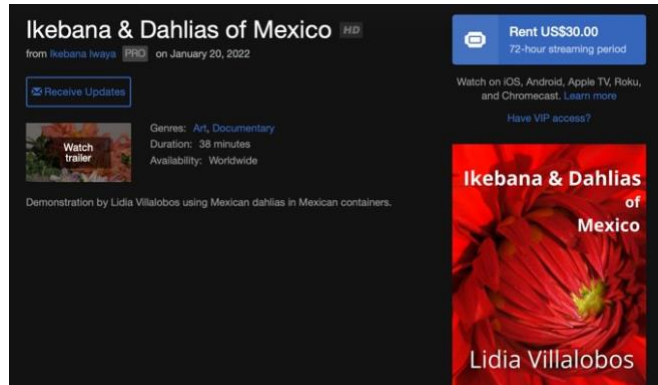 Ikebana & Dahlias of Mexico HD
from Ikebana Iwaya PRO on January 20, 2022
Receive Updates
Watch
trailer
Genres: Art, Documentary
Duration: 38 minutes
Availability: Worldwide
Demonstration by Lidia Villalobos using Mexican dahlias in Mexican containers.
Rent US$30.00
72-hour streaming period
Watch on iOS, Android, Apple TV, Roku,
and Chromecast. Learn more
Have VIP access?
Ikebana & Dahlias
of
Mexico
Lidia Villalobos